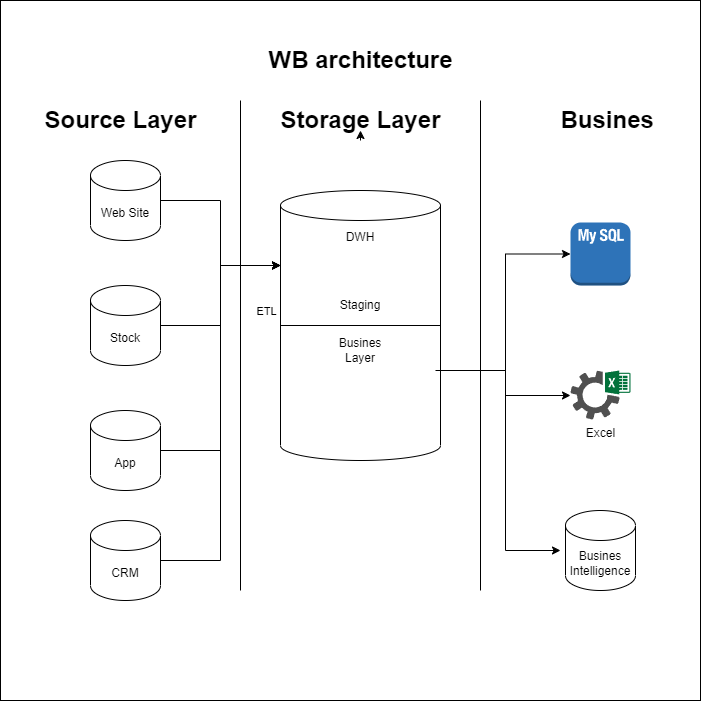 WB architecture
Source Layer
Storage Layer
Busines
Web Site
Stock
App
CRM
ETL
DWH
Staging
Busines
Layer
My SQL
X
Excel
Busines
Intelligence